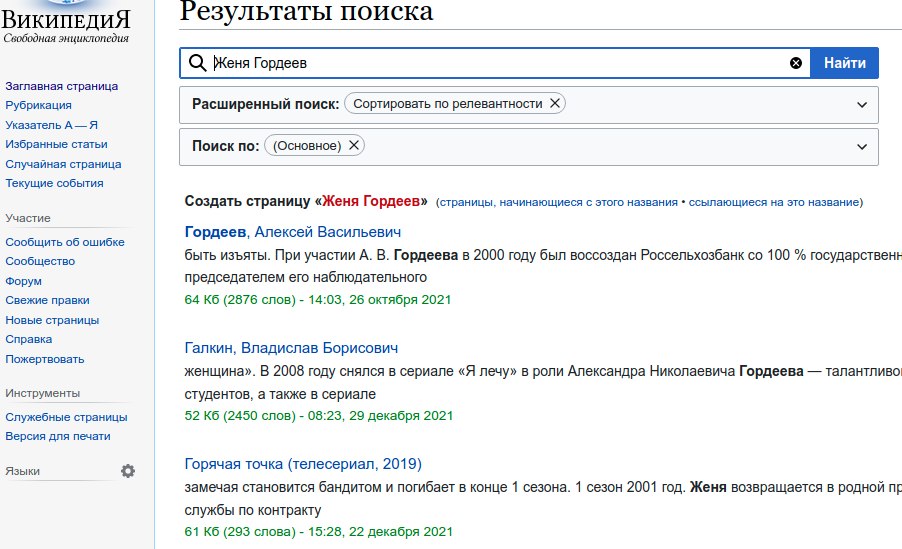 ВИКИПЕДИЯ
Свободная энциклопедия
Заглавная страница
Рубрикация
Указатель А — Я
Избранные статьи
Случайная страница
Текущие события
Участие
Сообщить об ошибке
Сообщество
Форум
Свежие правки
Новые страницы
Справка
Пожертвовать
Инструменты
Служебные страницы
Версия для печати
Языки
Результаты поиска
Женя Гордеев
Найти
Расширенный поиск: Сортировать по релевантности
Поиск по: (Основное)
Создать страницу «Женя Гордеев» (страницы, начинающиеся с этого названия • ссылающиеся на это название)
Гордеев, Алексей Васильевич
быть изъяты. При участии А. В. Гордеева в 2000 году был воссоздан Россельхозбанк со 100 %
председателем его наблюдательного
64 Кб (2876 слов) - 14:03, 26 октября 2021
Галкин, Владислав Борисович
женщина». В 2008 году снялся в сериале «Я лечу» в роли Александра Николаевича Гордеева —
студентов, а также в сериале
52 Кб (2450 слов) - 08:23, 29 декабря 2021
Горячая точка (телесериал, 2019)
замечая становится бандитом и погибает в конце 1 сезона. 1 сезон 2001 год. Женя возвращается в родной
службы по контракту
61 Кб (293 слова) - 15:28, 22 декабря 2021